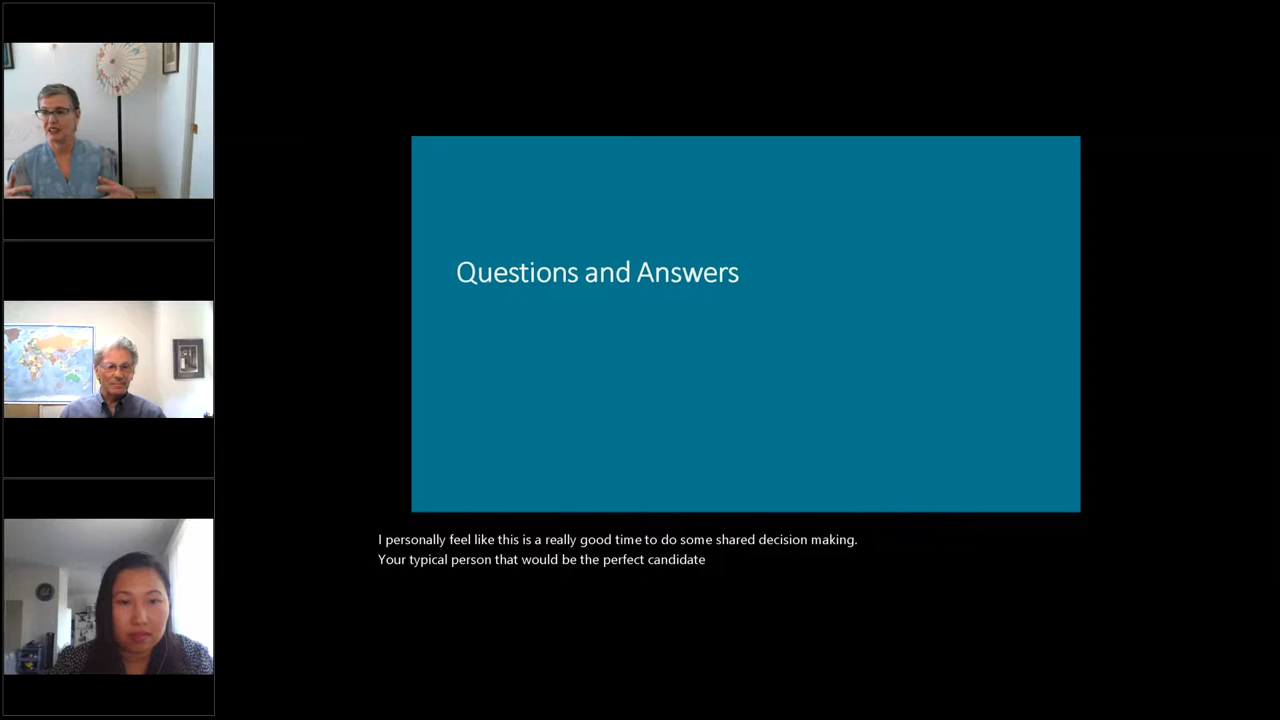 Questions and Answers
I personally feel like this is a really good time to do some shared decision making.
Your typical person that would be the perfect candidate